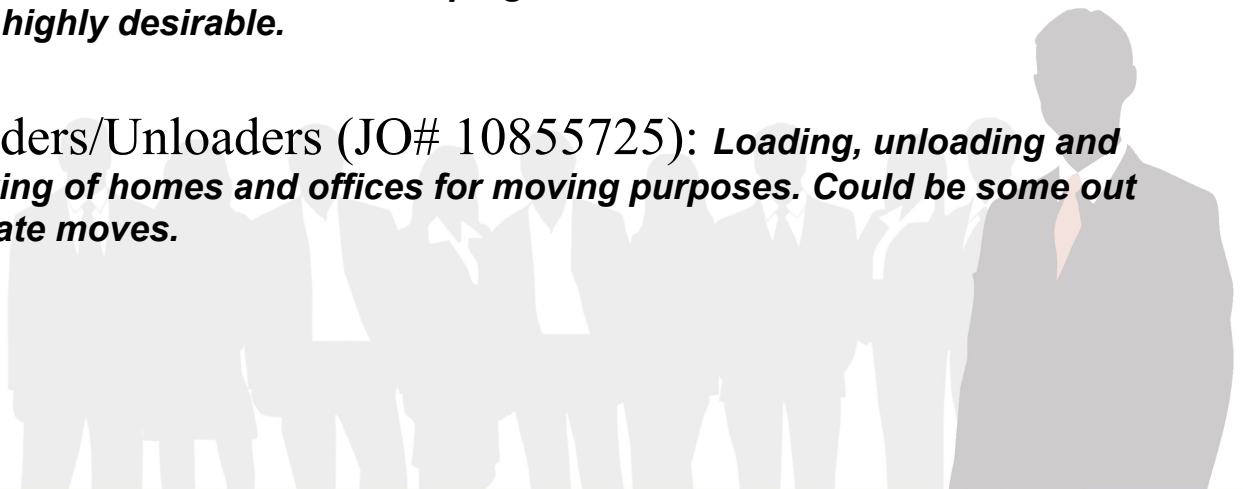 highly desirable.
ders/Unloaders (JO# 10855725): Loading, unloading and
ing of homes and offices for moving purposes. Could be some out
ate moves.